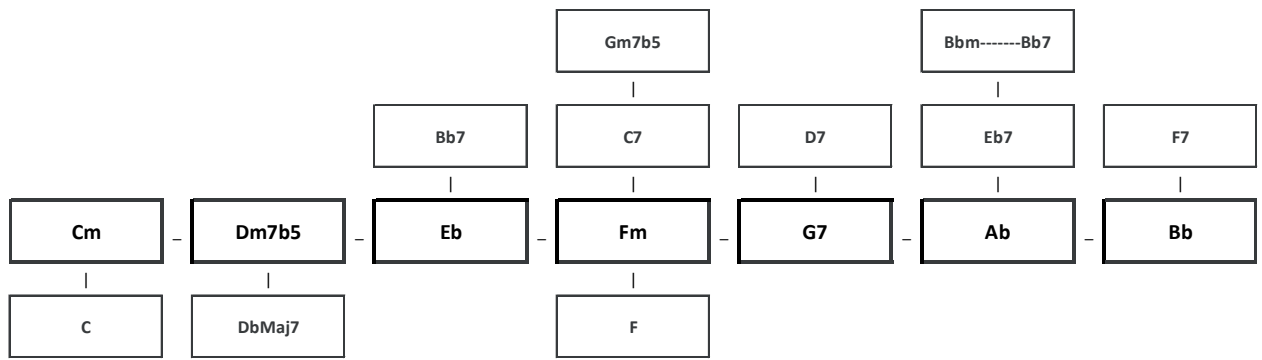 Gm7b5 Bbm-------Bb7
| |
Bb7 C7 D7 Eb7 F7
| | | | |
Cm _ Dm7b5 _ Eb _ Fm _ G7 _ Ab _ Bb
| | |
C DbMaj7 F